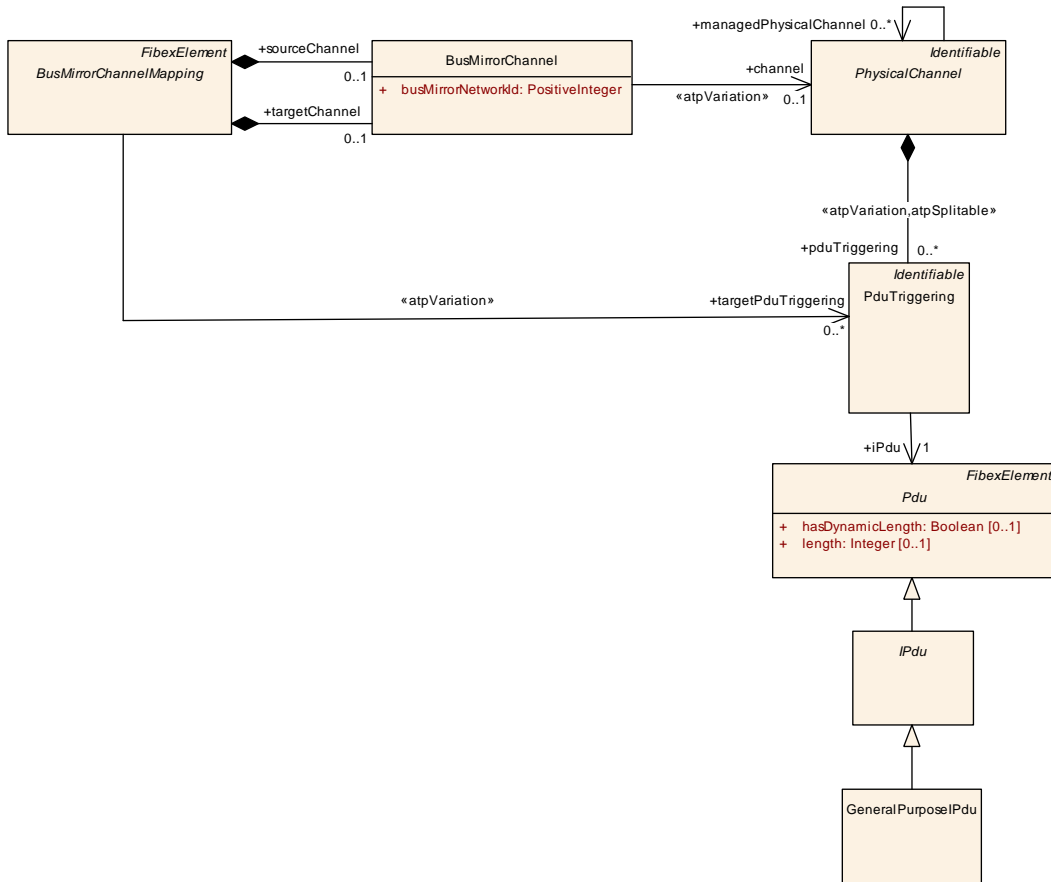 +managedPhysicalChannel 0..*
FibexElement
BusMirrorChannelMapping
+sourceChannel
0..1
+targetChannel
0..1
BusMirrorChannel
+ busMirrorNetworkId: PositiveInteger
+channel
«atpVariation» 0..1
Identifiable
PhysicalChannel
«atpVariation,atpSplitable»
+pduTriggering 0..*
Identifiable
PduTriggering
«atpVariation»
+targetPduTriggering
0..*
+iPdu 1
FibexElement
Pdu
+ hasDynamicLength: Boolean [0..1]
+ length: Integer [0..1]
IPdu
GeneralPurposeIPdu